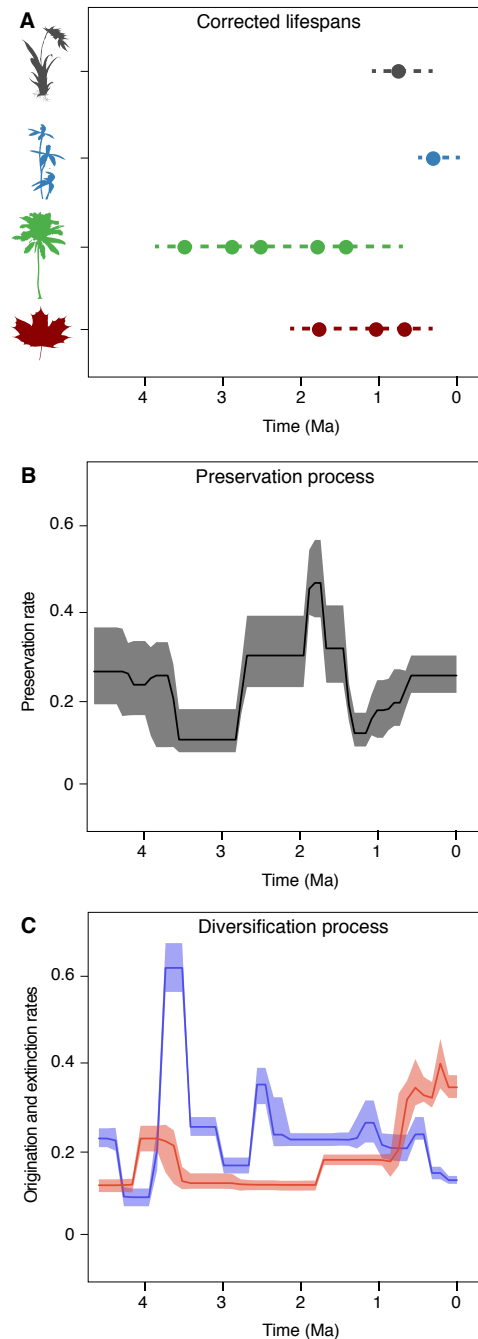 A
Corrected lifespans
4 3 2 1 0
Time (Ma)
B
Preservation process
Preservation rate
0.6
0.4
0.2
0
4 3 2 1 0
Time (Ma)
C
Diversification process
Origination and extinction rates
0.6
0.4
0.2
0
4 3 2 1 0
Time (Ma)